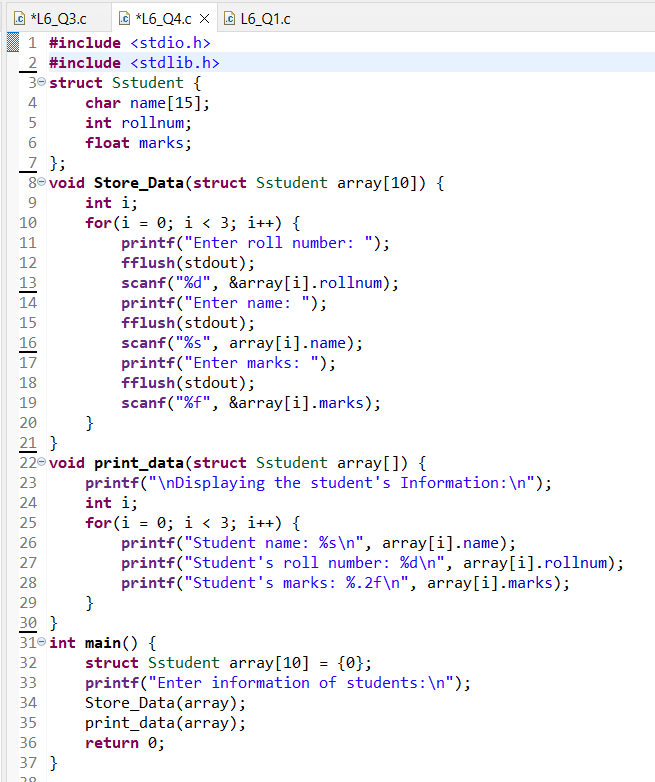 *L6_Q3.c *L6_Q4.c L6_Q1.c
1 #include <stdio.h>
2 #include <stdlib.h>
3 struct Sstudent {
4     char name[15];
5     int rollnum;
6     float marks;
7 };
8 void Store_Data(struct Sstudent array[10]) {
9     int i;
10     for(i = 0; i < 3; i++) {
11         printf("Enter roll number: ");
12         fflush(stdout);
13         scanf("%d", &array[i].rollnum);
14         printf("Enter name: ");
15         fflush(stdout);
16         scanf("%s", array[i].name);
17         printf("Enter marks: ");
18         fflush(stdout);
19         scanf("%f", &array[i].marks);
20     }
21 }
22 void print_data(struct Sstudent array[]) {
23     printf("\nDisplaying the student's Information:\n");
24     int i;
25     for(i = 0; i < 3; i++) {
26         printf("Student name: %s\n", array[i].name);
27         printf("Student's roll number: %d\n", array[i].rollnum);
28         printf("Student's marks: %.2f\n", array[i].marks);
29     }
30 }
31 int main() {
32     struct Sstudent array[10] = {0};
33     printf("Enter information of students:\n");
34     Store_Data(array);
35     print_data(array);
36     return 0;
37 }
38